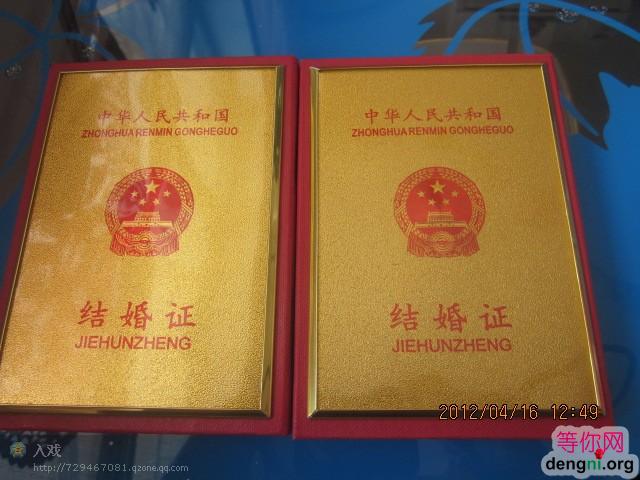 中华人民共和国
ZHONGHUA RENMIN GONGHEGUO
结婚证
JIEHUNZHENG
中华人民共和国
ZHONGHUA RENMIN GONGHEGUO
结婚证
JIEHUNZHENG
2012/04/16 12:49
入戏
http://729467081.qzone.qq.com
等你网
dengni.org